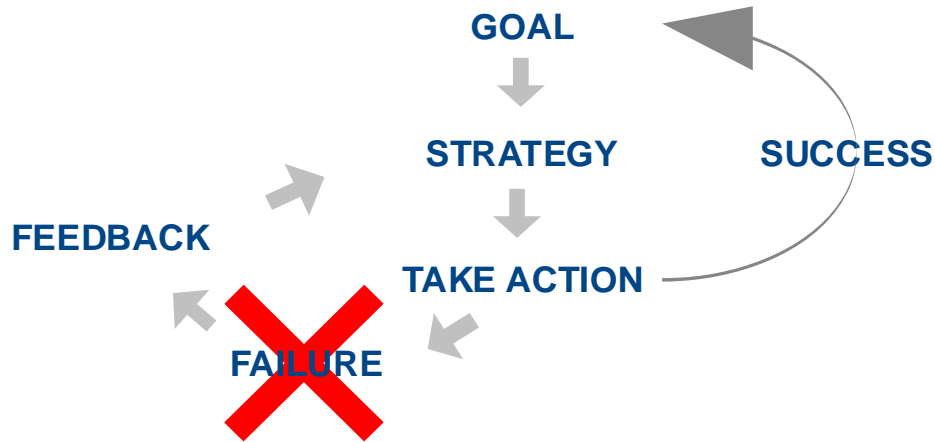 GOAL
STRATEGY
SUCCESS
FEEDBACK
TAKE ACTION
FAILURE